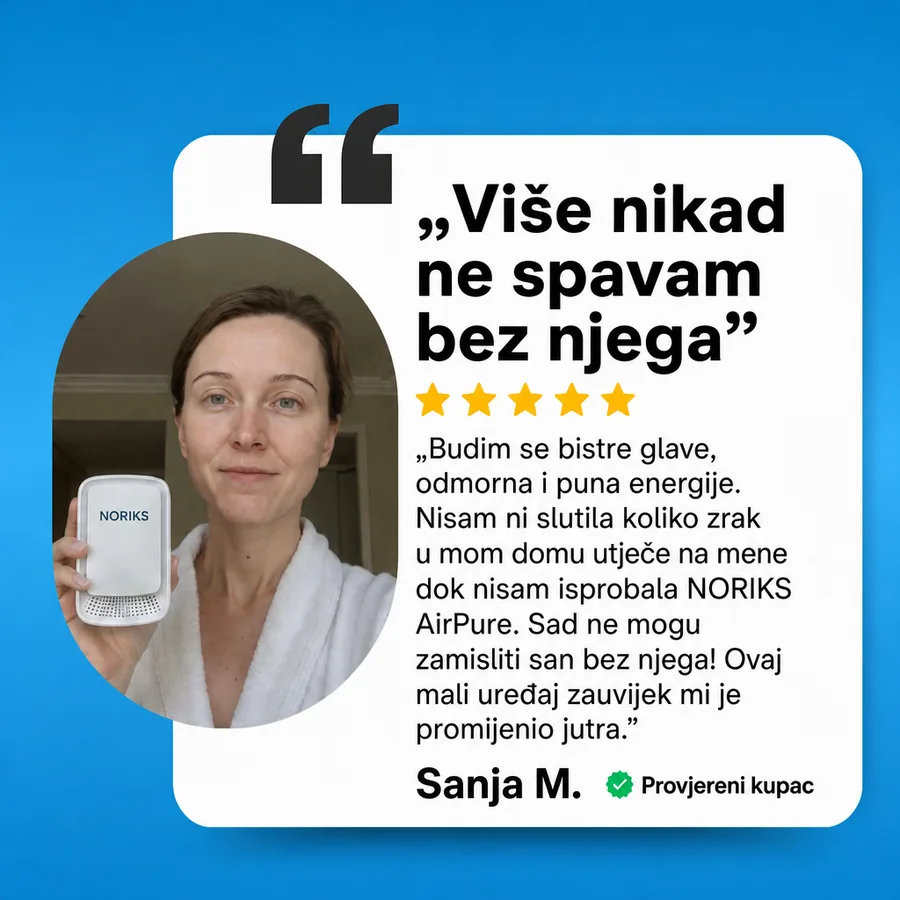 „Više nikad
ne spavam
bez njega”
„Budim se bistre glave,
odmorna i puna energije.
Nisam ni slutila koliko zrak
u mom domu utječe na mene
dok nisam isprobala NORIKS
AirPure. Sad ne mogu
zamisliti san bez njega! Ovaj
mali uređaj zauvijek mi je
promijenio jutra.”
Sanja M. Provjereni kupac
NORIKS